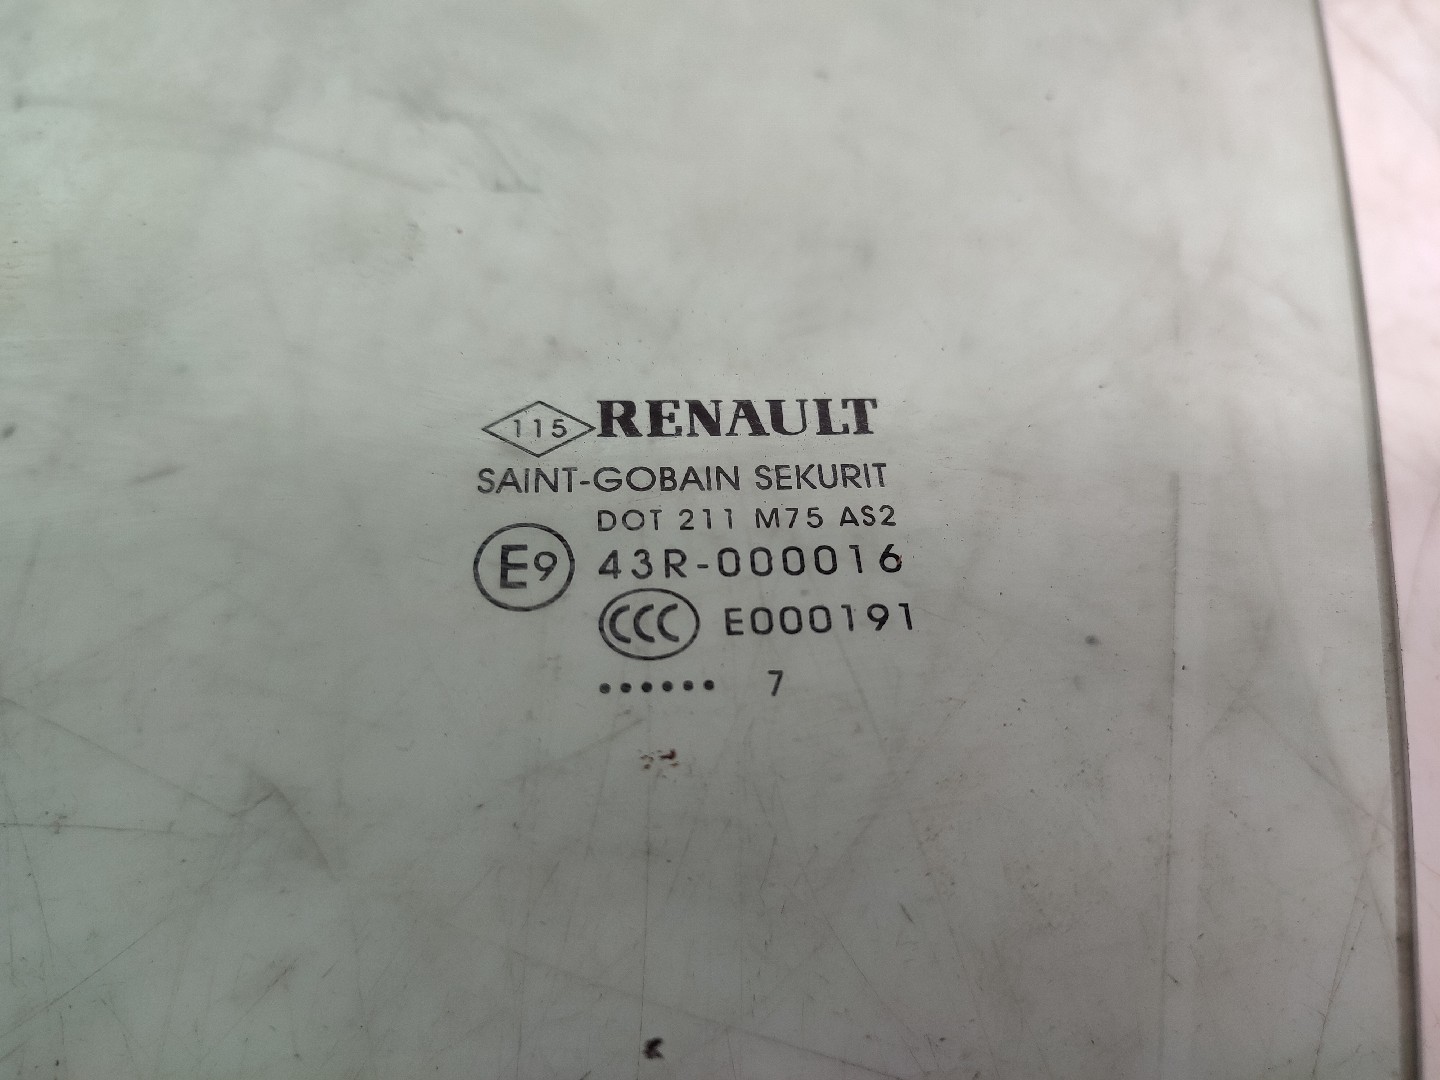 115 RENAULT
SAINT-GOBAIN SEKURIT
DOT 211 M75 AS2
E9 43R-000016
CCC E000191
...... 7